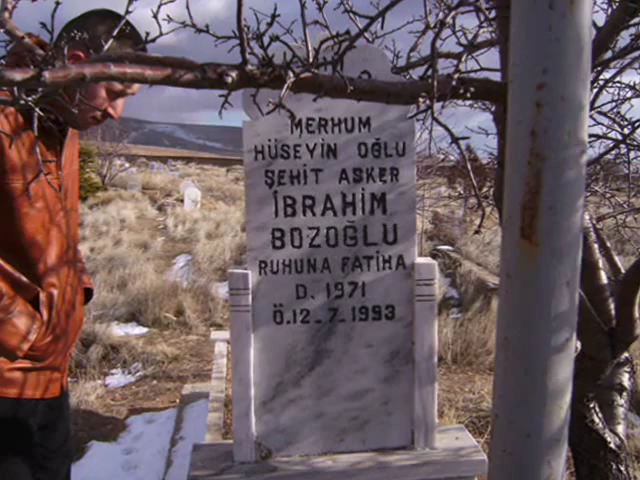 MERHUM
HÜSEYİN OĞLU
ŞEHİT ASKER
İBRAHİM
BOZOĞLU
RUHUNA FATİHA
D. 1971
Ö.12-7-1993